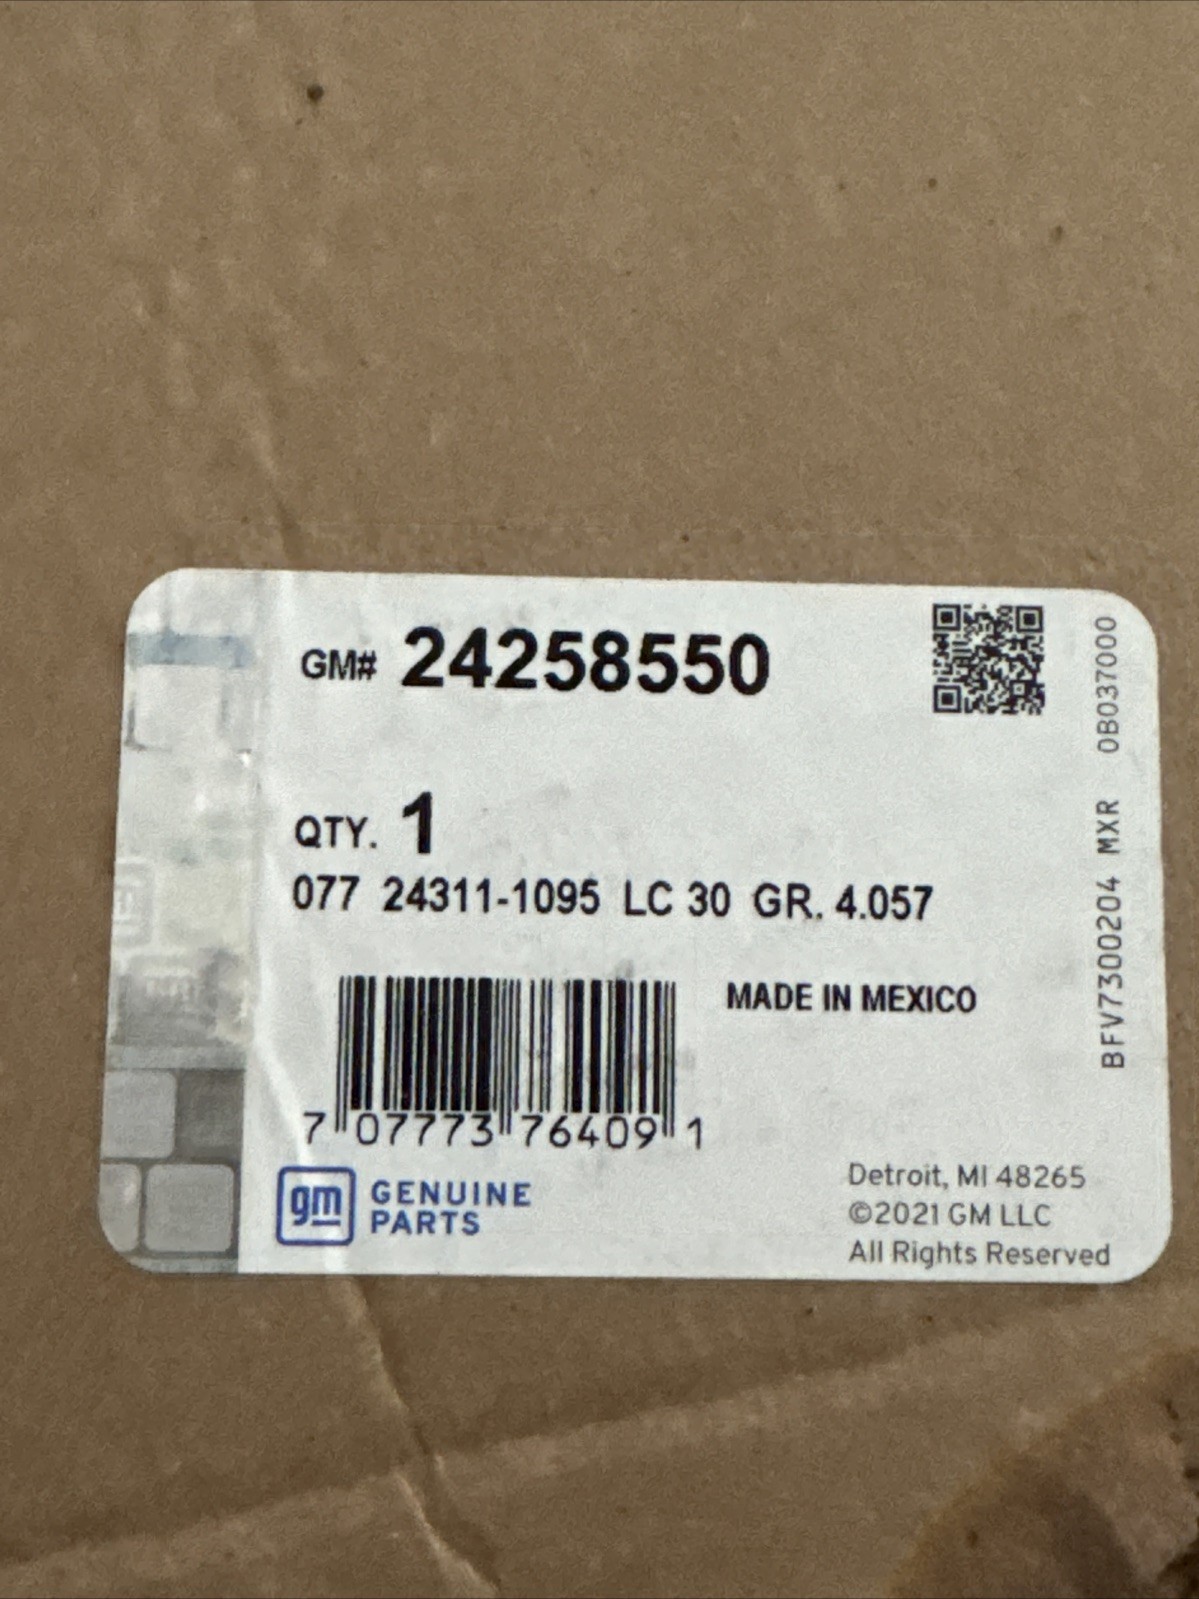 GM# 24258550
QTY. 1
077 24311-1095 LC 30 GR. 4.057
MADE IN MEXICO
7 07773 76409 1
gm GENUINE
PARTS
Detroit, MI 48265
©2021 GM LLC
All Rights Reserved
BFV7300204 MXR 0B037000